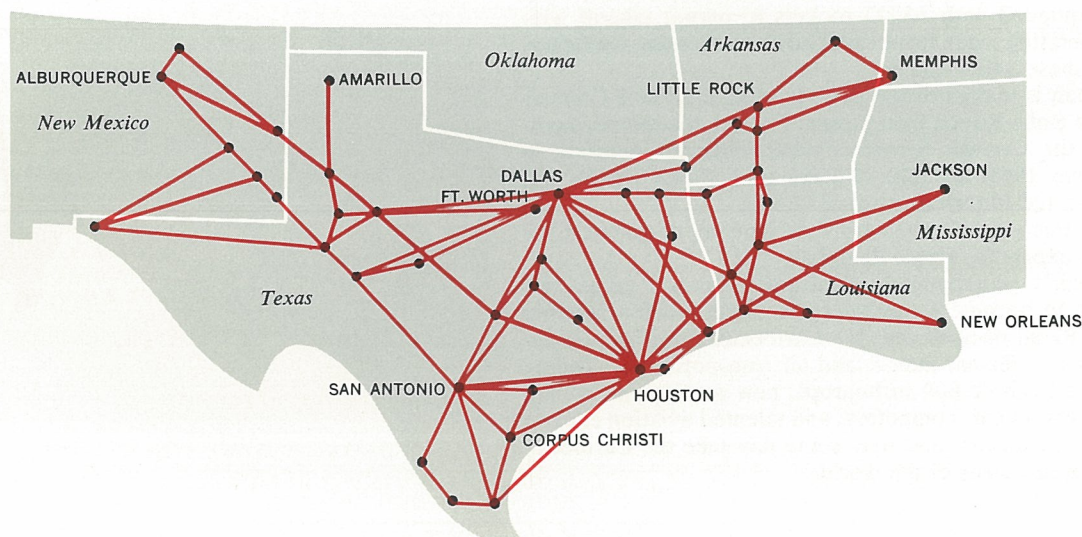 Oklahoma
Arkansas
ALBURQUERQUE
AMARILLO
MEMPHIS
LITTLE ROCK
New Mexico
DALLAS
FT. WORTH
JACKSON
Mississippi
Texas
Louisiana
NEW ORLEANS
SAN ANTONIO
HOUSTON
CORPUS CHRISTI